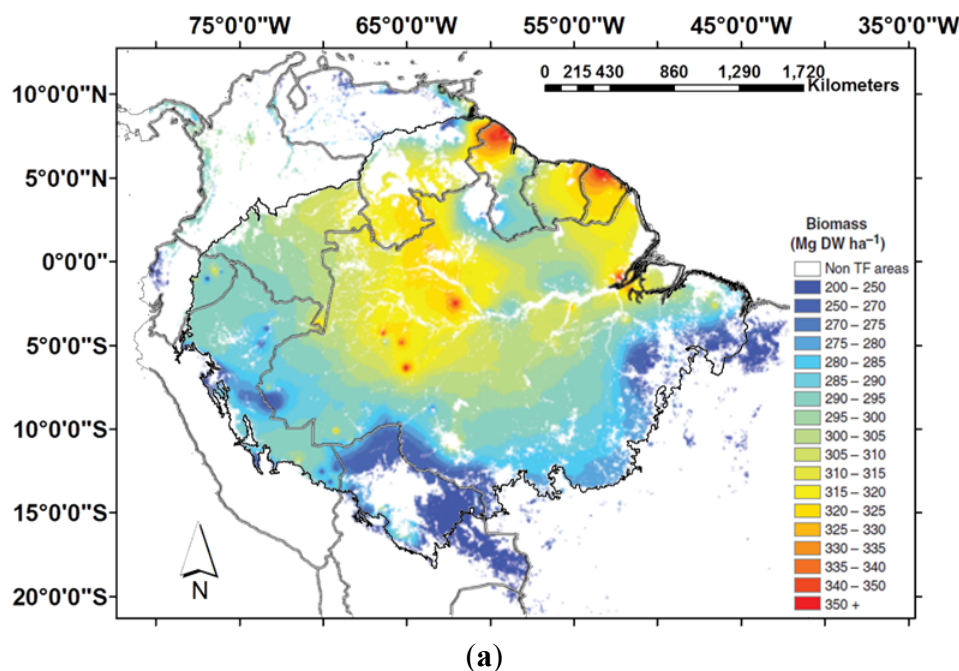 75°0'0"W 65°0'0"W 55°0'0"W 45°0'0"W 35°0'0"W
0 215 430 860 1,290 1,720
Kilometers
10°0'0"N
5°0'0"N
0°0'0"
5°0'0"S
10°0'0"S
15°0'0"S
20°0'0"S
N
Biomass
(Mg DW ha⁻¹)
Non TF areas
200 – 250
250 – 270
270 – 275
275 – 280
280 – 285
285 – 290
290 – 295
295 – 300
300 – 305
305 – 310
310 – 315
315 – 320
320 – 325
325 – 330
330 – 335
335 – 340
340 – 350
350 +
(a)